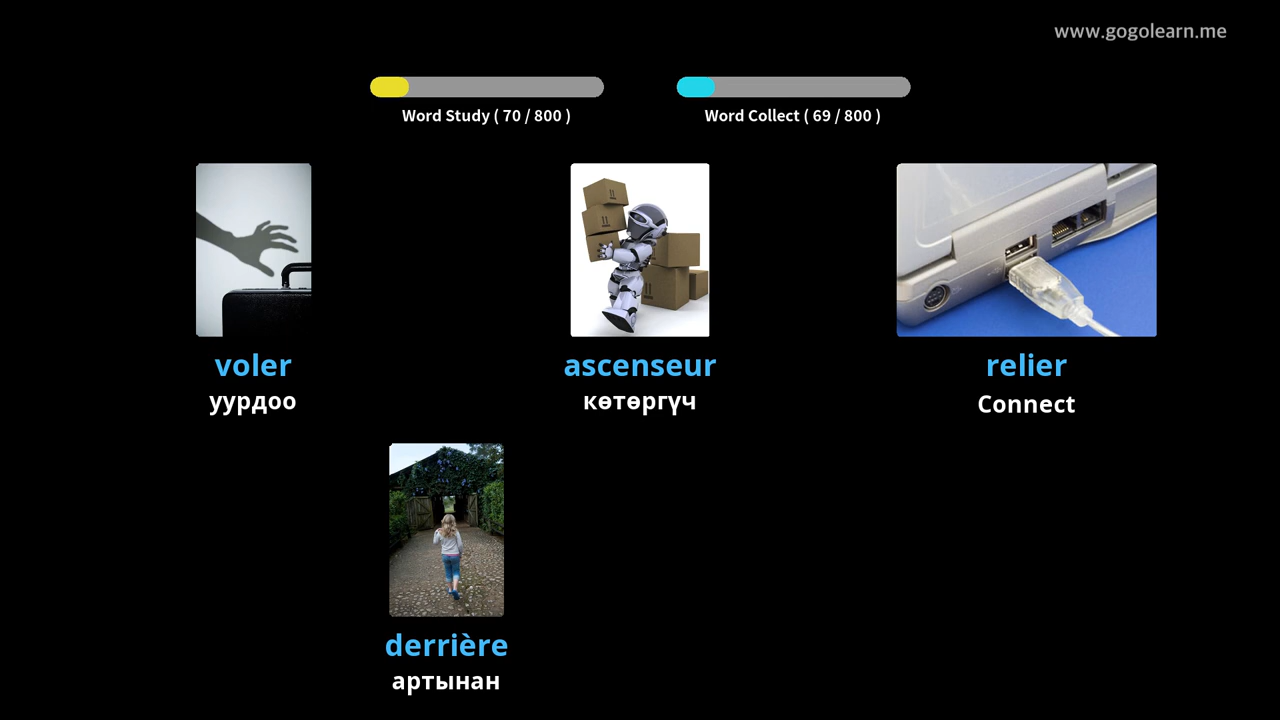 www.gogolearn.me
Word Study ( 70 / 800 )
Word Collect ( 69 / 800 )
voler
уурдоо
ascenseur
көтөргүч
relier
Connect
derrière
артынан